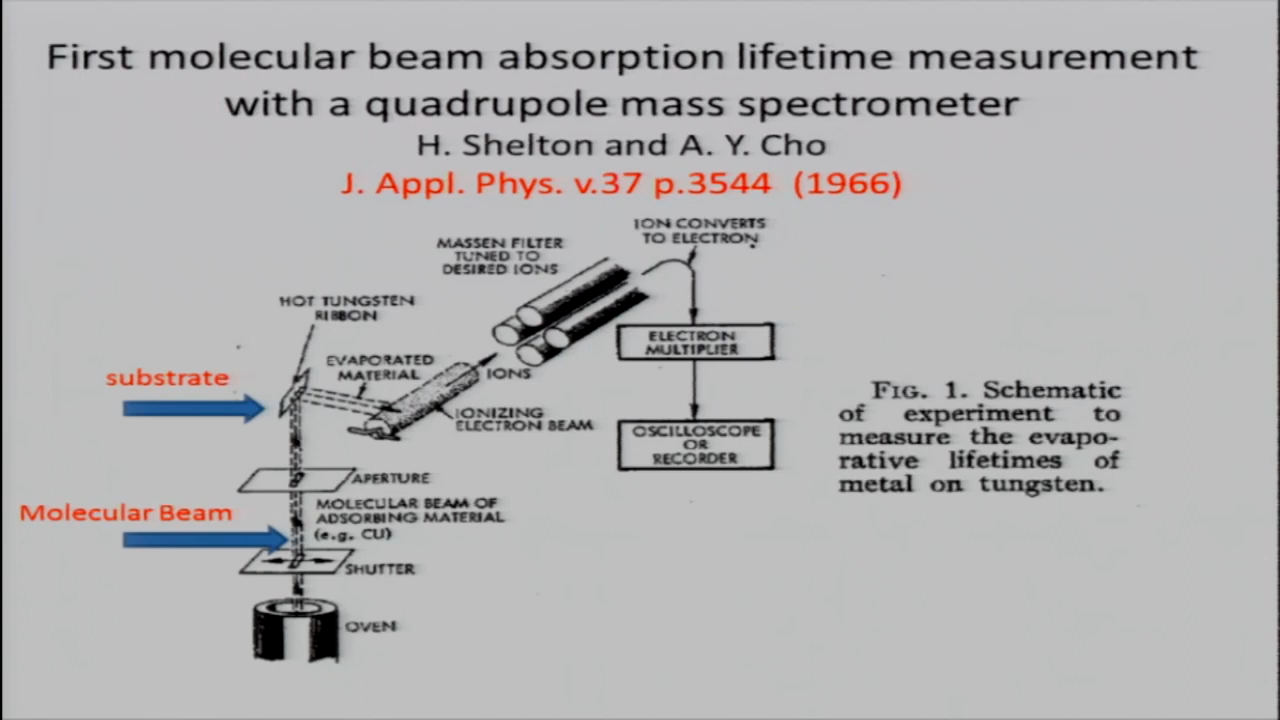 First molecular beam absorption lifetime measurement
with a quadrupole mass spectrometer
H. Shelton and A. Y. Cho
J. Appl. Phys. v.37 p.3544 (1966)
ION CONVERTS
TO ELECTRON
MASSEN FILTER
TUNED TO
DESIRED IONS
HOT TUNGSTEN
RIBBON
ELECTRON
MULTIPLIER
EVAPORATED
MATERIAL
IONS
substrate
IONIZING
ELECTRON BEAM
OSCILLOSCOPE
OR
RECORDER
FIG. 1. Schematic
of experiment to
measure the evapo-
rative lifetimes of
metal on tungsten.
APERTURE
Molecular Beam
MOLECULAR BEAM OF
ADSORBING MATERIAL
(e.g. CU)
SHUTTER
OVEN